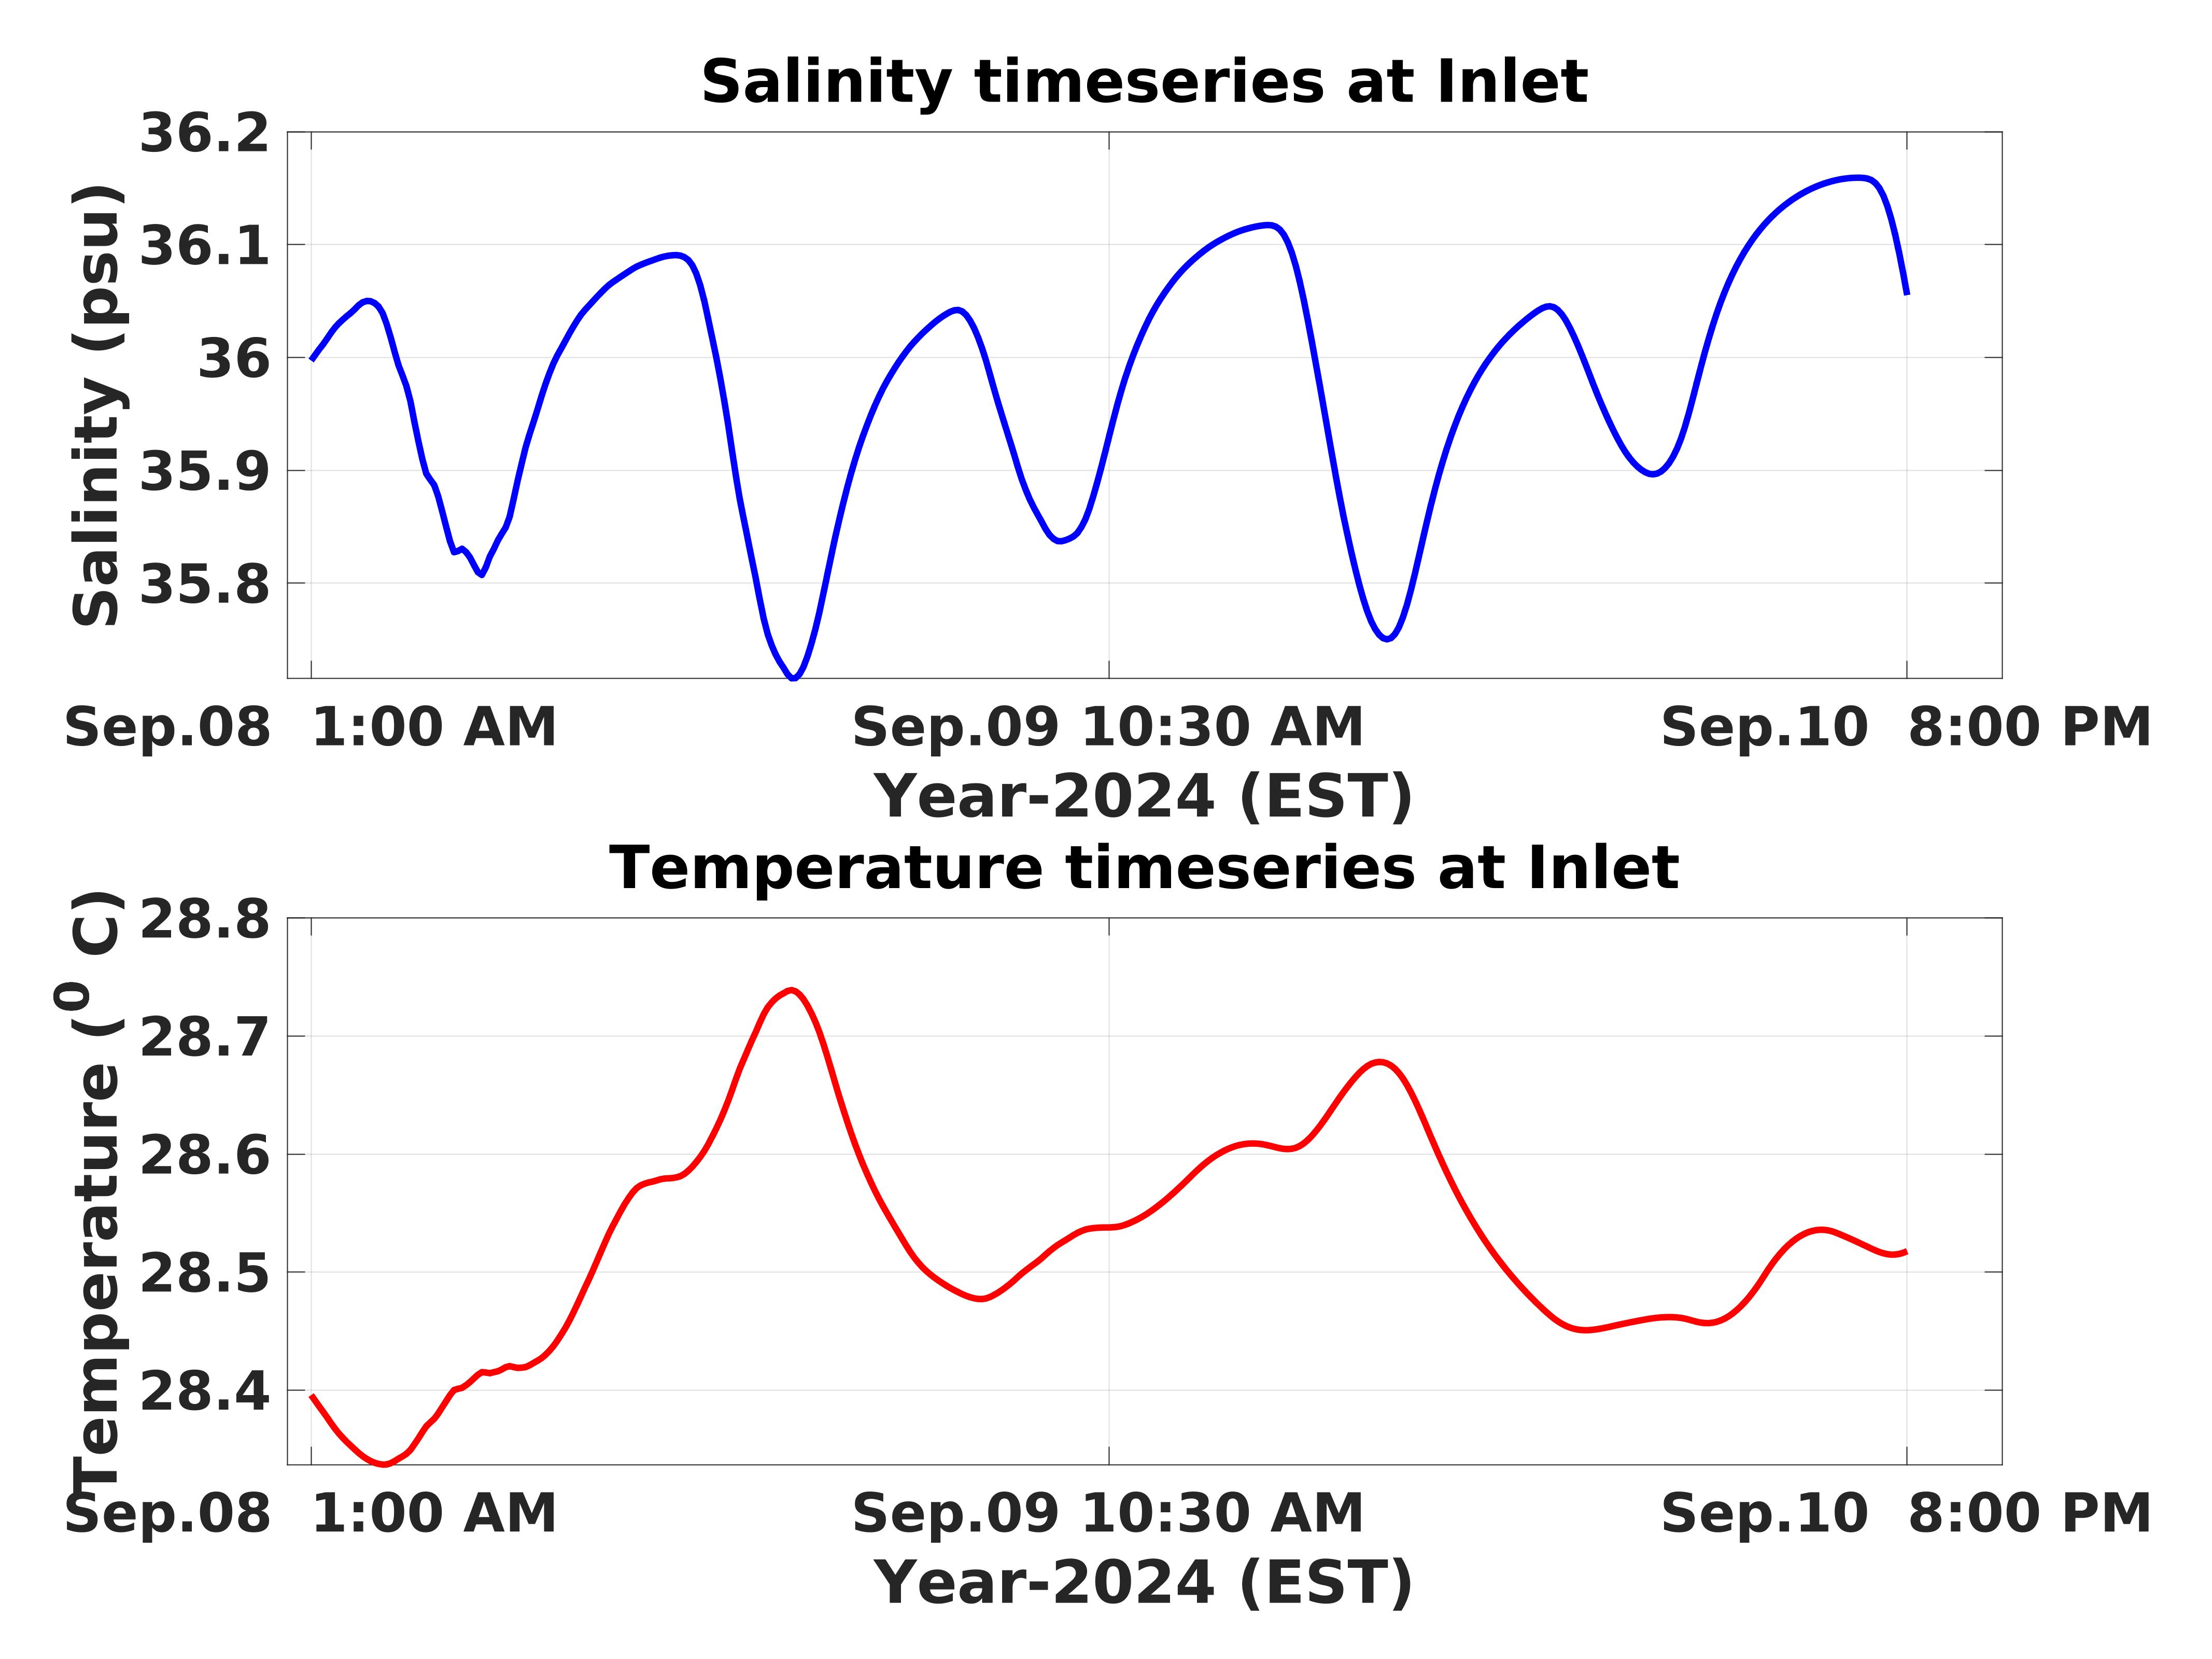 Salinity timeseries at Inlet
36.2
36.1
36
35.9
35.8
Salinity (psu)
Sep.08  1:00 AM
Sep.09 10:30 AM
Sep.10  8:00 PM
Year-2024 (EST)
Temperature timeseries at Inlet
28.8
28.7
28.6
28.5
28.4
Temperature (⁰ C)
Sep.08  1:00 AM
Sep.09 10:30 AM
Sep.10  8:00 PM
Year-2024 (EST)